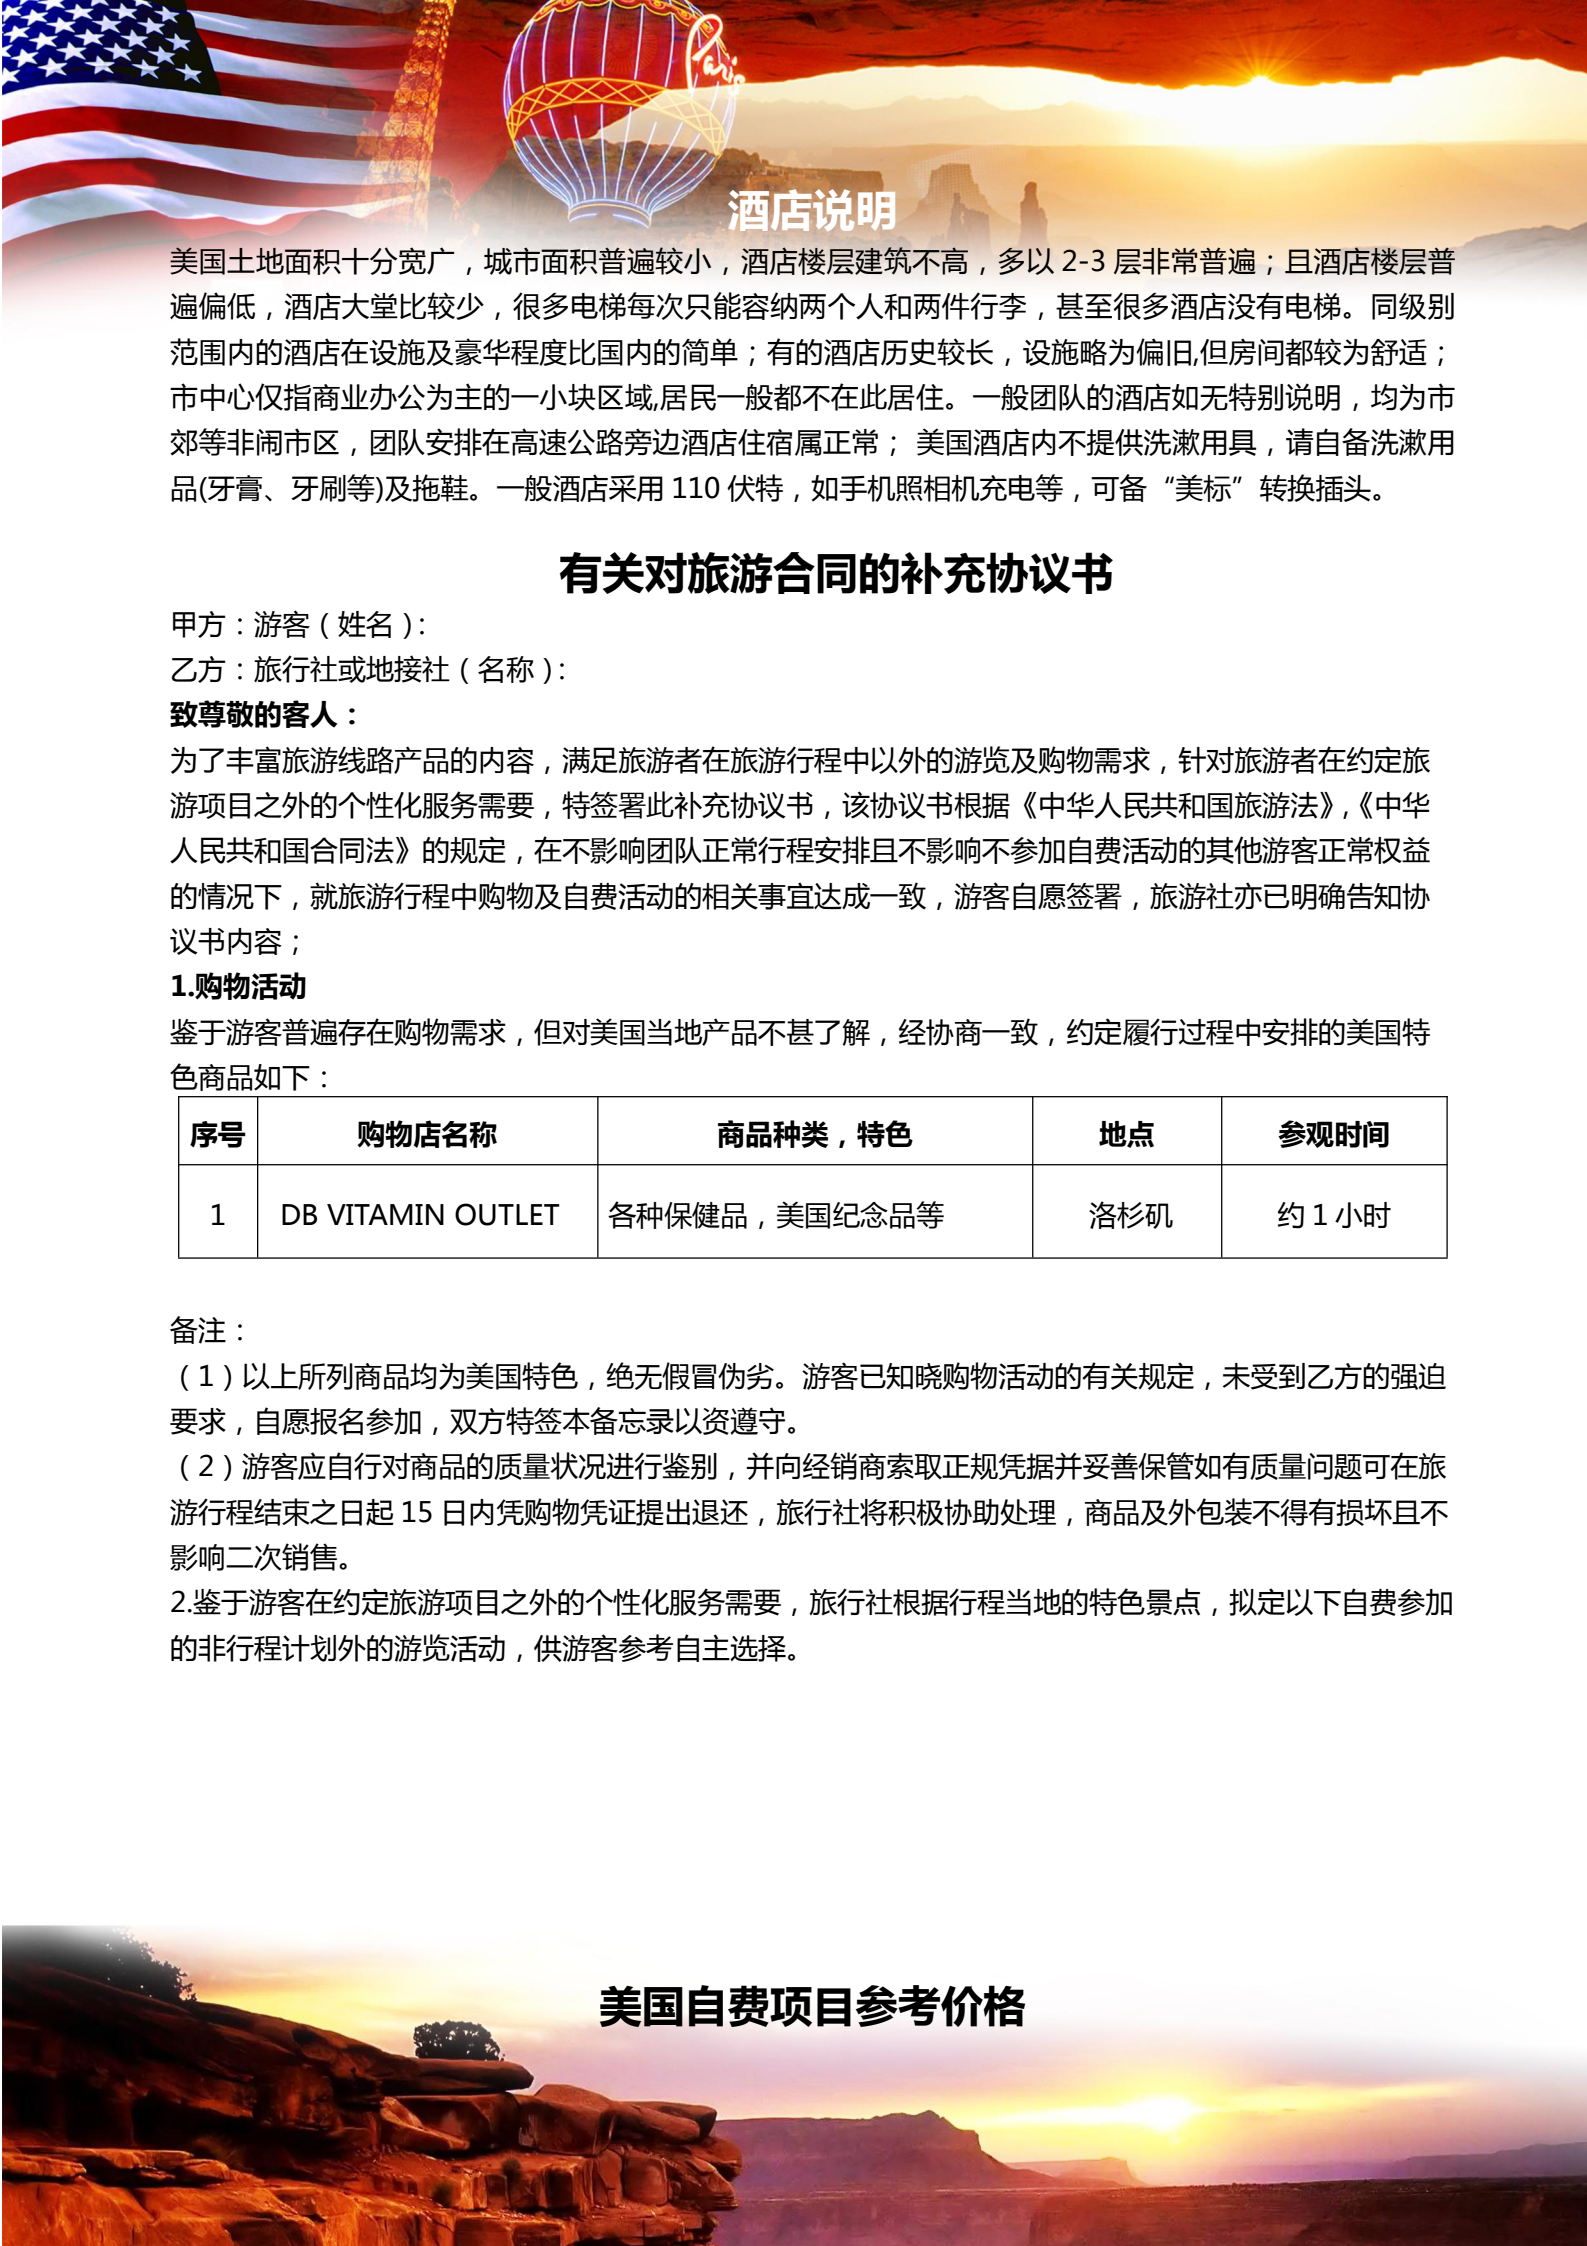 Paris
酒店说明
美国土地面积十分宽广，城市面积普遍较小，酒店楼层建筑不高，多以 2-3 层非常普遍；且酒店楼层普
遍偏低，酒店大堂比较少，很多电梯每次只能容纳两个人和两件行李，甚至很多酒店没有电梯。同级别
范围内的酒店在设施及豪华程度比国内的简单；有的酒店历史较长，设施略为偏旧,但房间都较为舒适；
市中心仅指商业办公为主的一小块区域,居民一般都不在此居住。一般团队的酒店如无特别说明，均为市
郊等非闹市区，团队安排在高速公路旁边酒店住宿属正常； 美国酒店内不提供洗漱用具，请自备洗漱用
品(牙膏、牙刷等)及拖鞋。一般酒店采用 110 伏特，如手机照相机充电等，可备“美标”转换插头。
有关对旅游合同的补充协议书
甲方：游客（姓名）：
乙方：旅行社或地接社（名称）：
致尊敬的客人：
为了丰富旅游线路产品的内容，满足旅游者在旅游行程中以外的游览及购物需求，针对旅游者在约定旅
游项目之外的个性化服务需要，特签署此补充协议书，该协议书根据《中华人民共和国旅游法》，《中华
人民共和国合同法》的规定，在不影响团队正常行程安排且不影响不参加自费活动的其他游客正常权益
的情况下，就旅游行程中购物及自费活动的相关事宜达成一致，游客自愿签署，旅游社亦已明确告知协
议书内容；
1.购物活动
鉴于游客普遍存在购物需求，但对美国当地产品不甚了解，经协商一致，约定履行过程中安排的美国特
色商品如下：
序号 购物店名称 商品种类，特色 地点 参观时间
1 DB VITAMIN OUTLET 各种保健品，美国纪念品等 洛杉矶 约 1 小时
备注：
（1）以上所列商品均为美国特色，绝无假冒伪劣。游客已知晓购物活动的有关规定，未受到乙方的强迫
要求，自愿报名参加，双方特签本备忘录以资遵守。
（2）游客应自行对商品的质量状况进行鉴别，并向经销商索取正规凭据并妥善保管如有质量问题可在旅
游行程结束之日起 15 日内凭购物凭证提出退还，旅行社将积极协助处理，商品及外包装不得有损坏且不
影响二次销售。
2.鉴于游客在约定旅游项目之外的个性化服务需要，旅行社根据行程当地的特色景点，拟定以下自费参加
的非行程计划外的游览活动，供游客参考自主选择。
美国自费项目参考价格